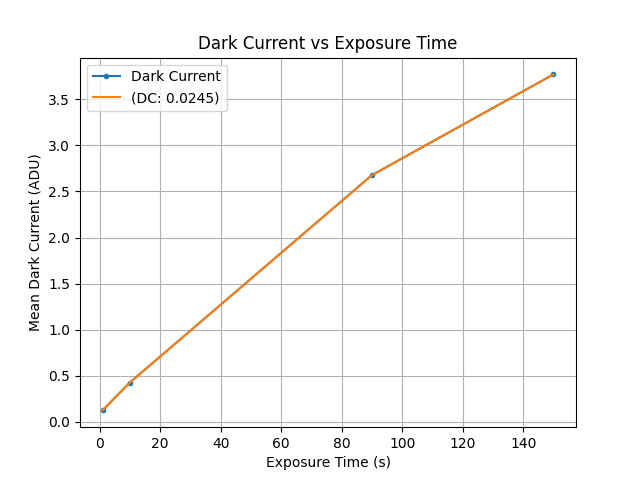 Dark Current vs Exposure Time
Dark Current
(DC: 0.0245)
Mean Dark Current (ADU)
3.5
3.0
2.5
2.0
1.5
1.0
0.5
0.0
0 20 40 60 80 100 120 140
Exposure Time (s)